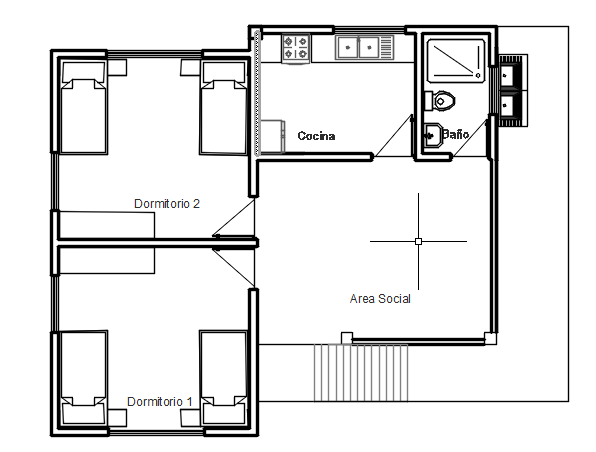 Cocina
Baño
Dormitorio 2
Area Social
Dormitorio 1